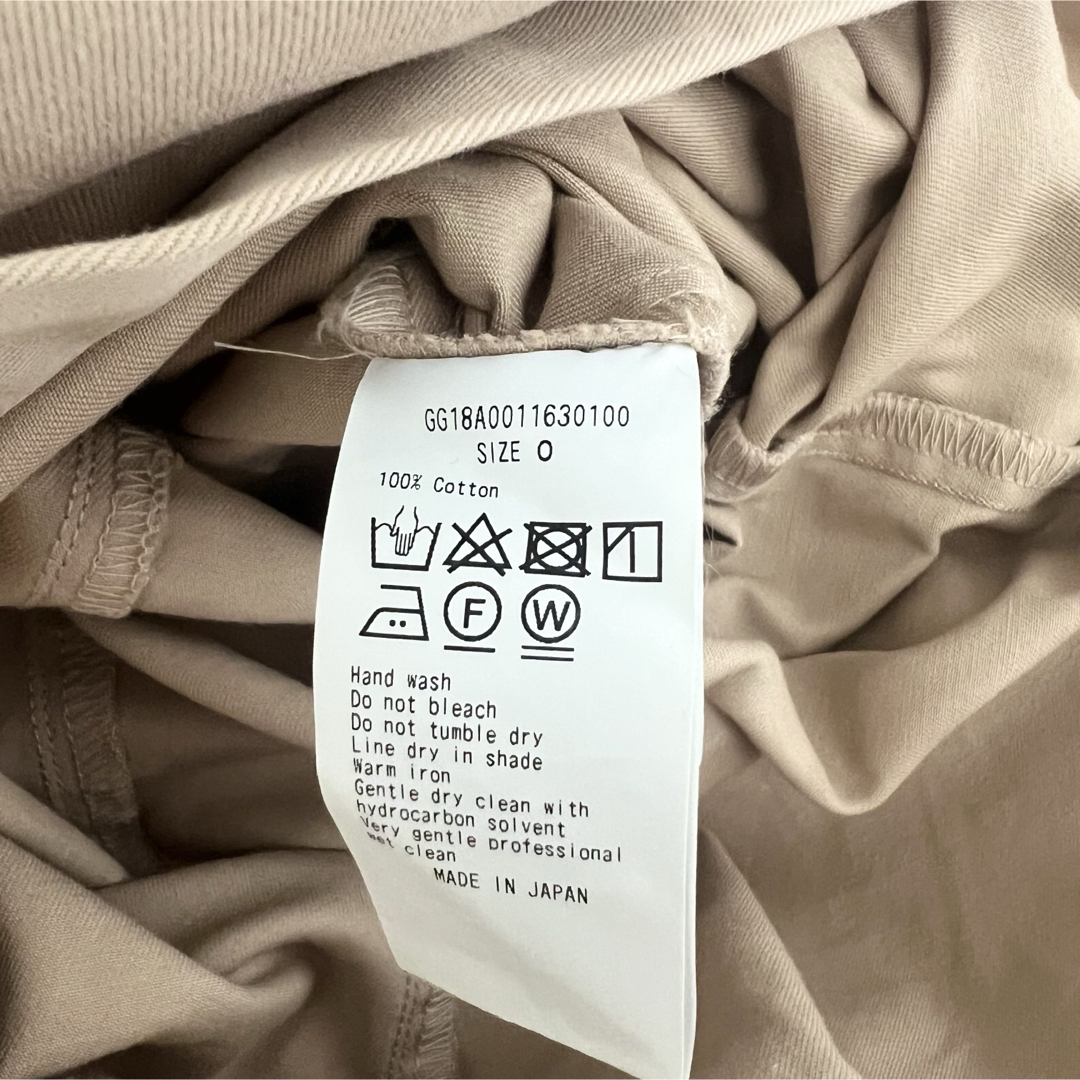 GG18A0011630100
SIZE 0
100% Cotton
F W
Hand wash
Do not bleach
Do not tumble dry
Line dry in shade
Warm iron
Gentle dry clean with
hydrocarbon solvent
Very gentle professional
wet clean
MADE IN JAPAN